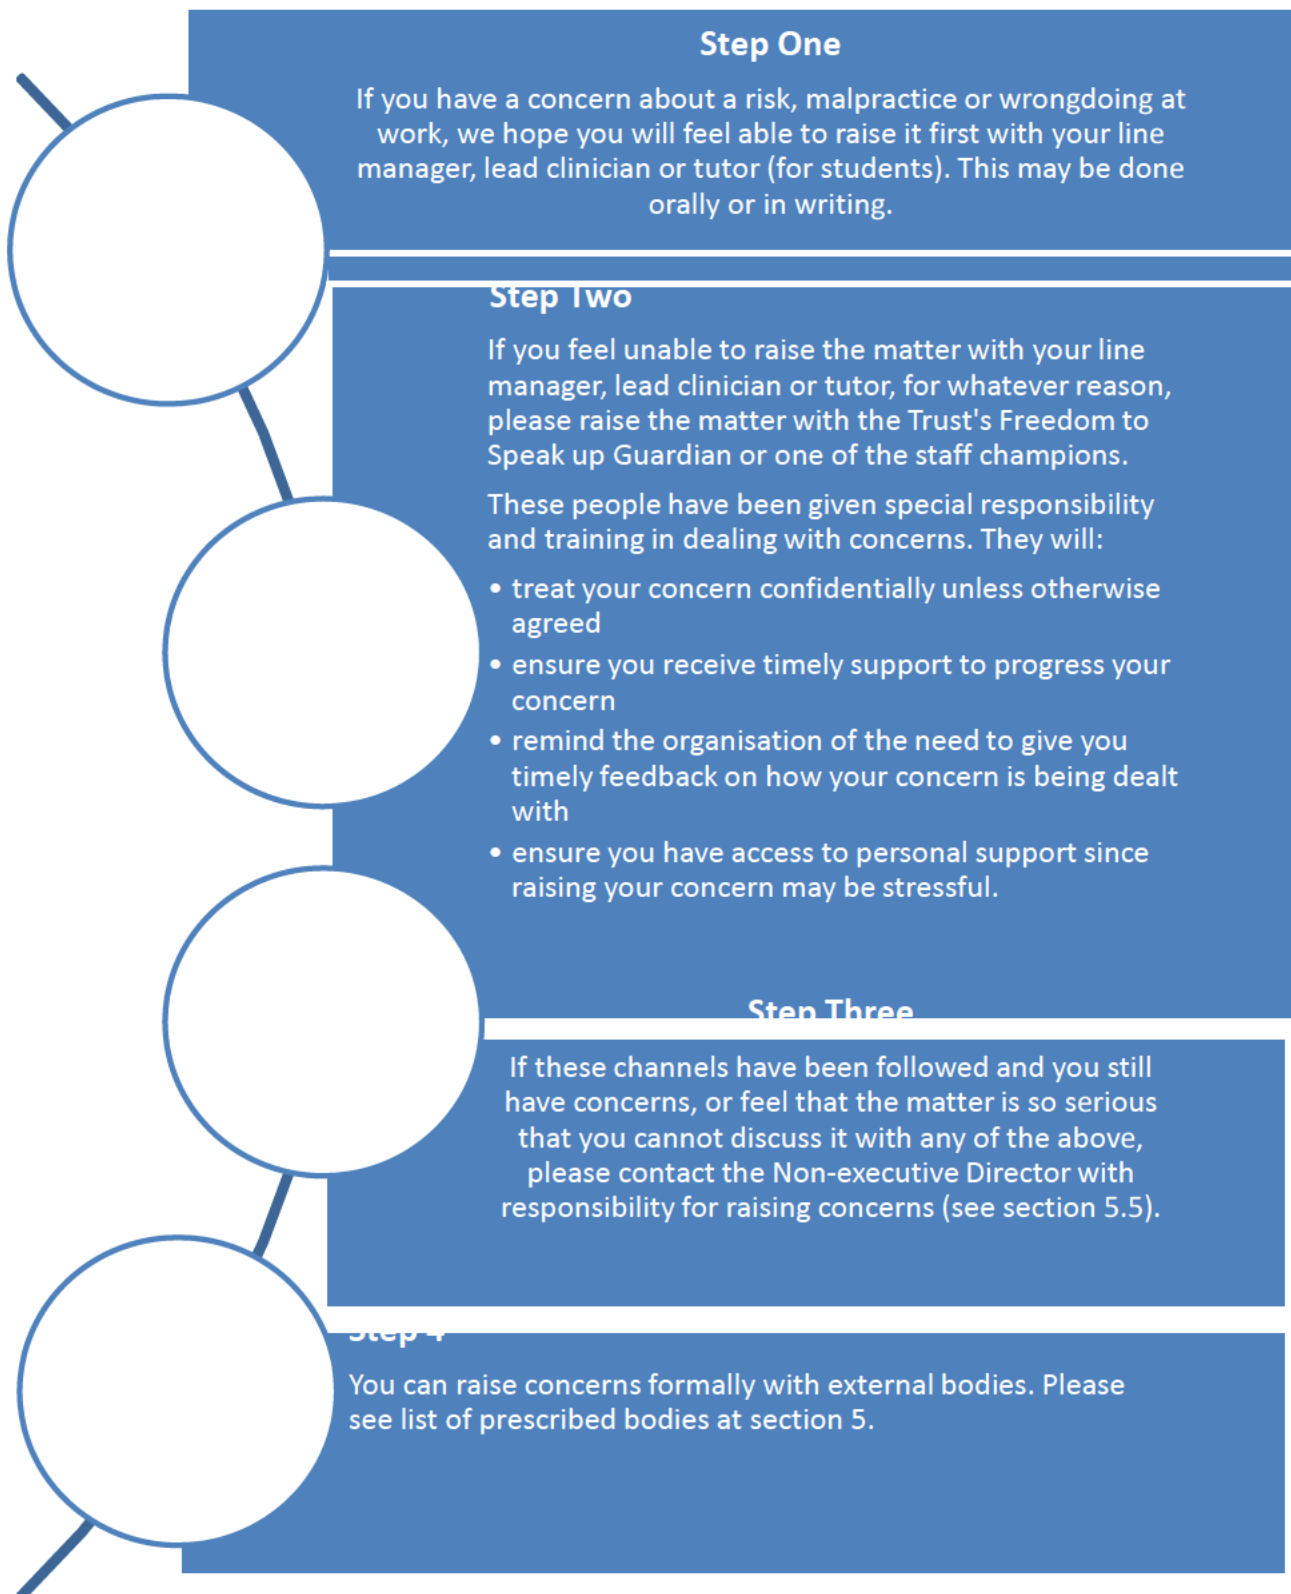 Step One
If you have a concern about a risk, malpractice or wrongdoing at
work, we hope you will feel able to raise it first with your line
manager, lead clinician or tutor (for students). This may be done
orally or in writing.
Step Two
If you feel unable to raise the matter with your line
manager, lead clinician or tutor, for whatever reason,
please raise the matter with the Trust's Freedom to
Speak up Guardian or one of the staff champions.
These people have been given special responsibility
and training in dealing with concerns. They will:
• treat your concern confidentially unless otherwise
agreed
• ensure you receive timely support to progress your
concern
• remind the organisation of the need to give you
timely feedback on how your concern is being dealt
with
• ensure you have access to personal support since
raising your concern may be stressful.
Step Three
If these channels have been followed and you still
have concerns, or feel that the matter is so serious
that you cannot discuss it with any of the above,
please contact the Non-executive Director with
responsibility for raising concerns (see section 5.5).
Step 4
You can raise concerns formally with external bodies. Please
see list of prescribed bodies at section 5.